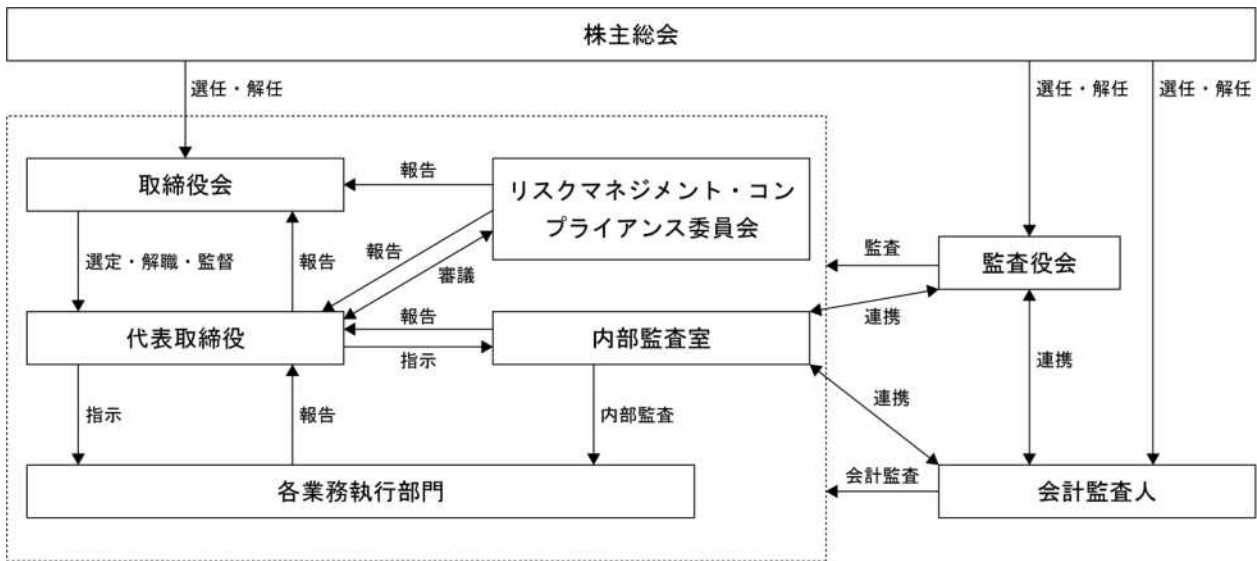 株主総会
選任・解任
選任・解任
選任・解任
取締役会
報告
リスクマネジメント・コン
プライアンス委員会
選定・解職・監督
報告
報告
審議
監査
監査役会
代表取締役
報告
指示
内部監査室
連携
連携
連携
指示
報告
内部監査
各業務執行部門
会計監査
会計監査人